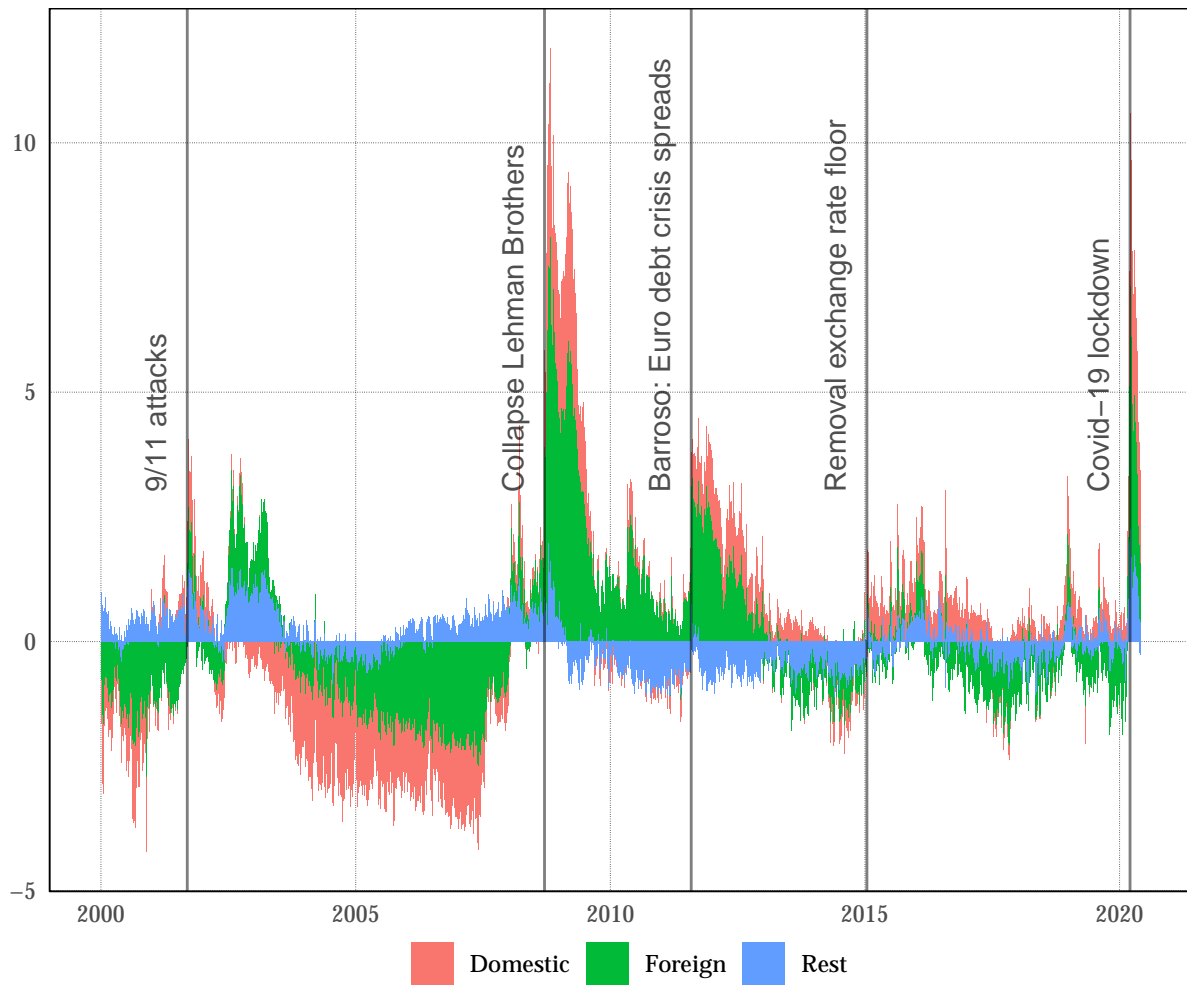 10
5
0
−5
9/11 attacks
Collapse Lehman Brothers
Barroso: Euro debt crisis spreads
Removal exchange rate floor
Covid−19 lockdown
2000 2005 2010 2015 2020
Domestic Foreign Rest